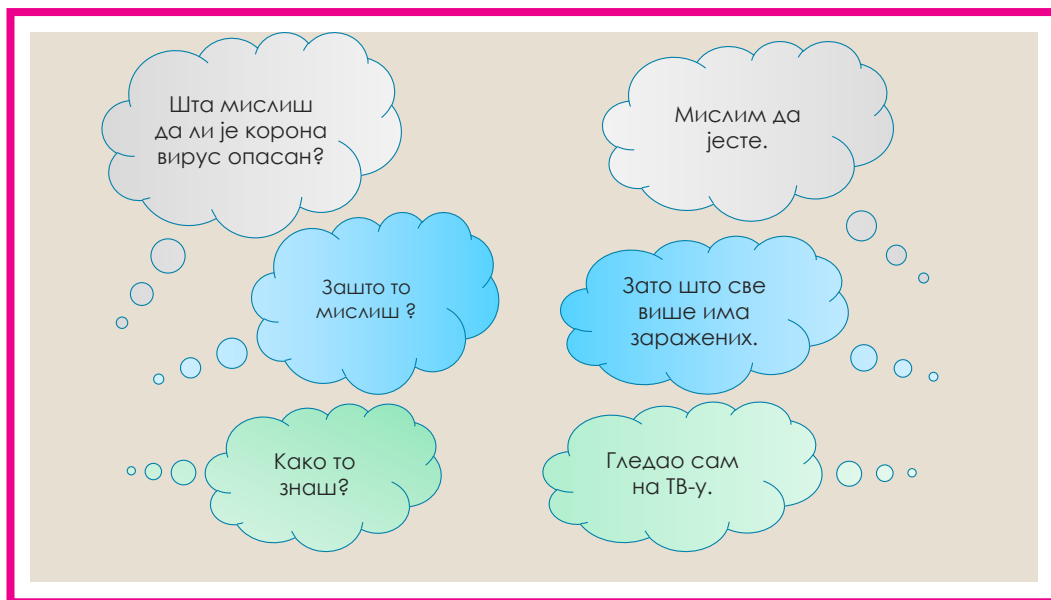 Шта мислиш
да ли је корона
вирус опасан?
Мислим да
јесте.
Зашто то
мислиш ?
Зато што све
више има
заражених.
Како то
знаш?
Гледао сам
на ТВ-у.